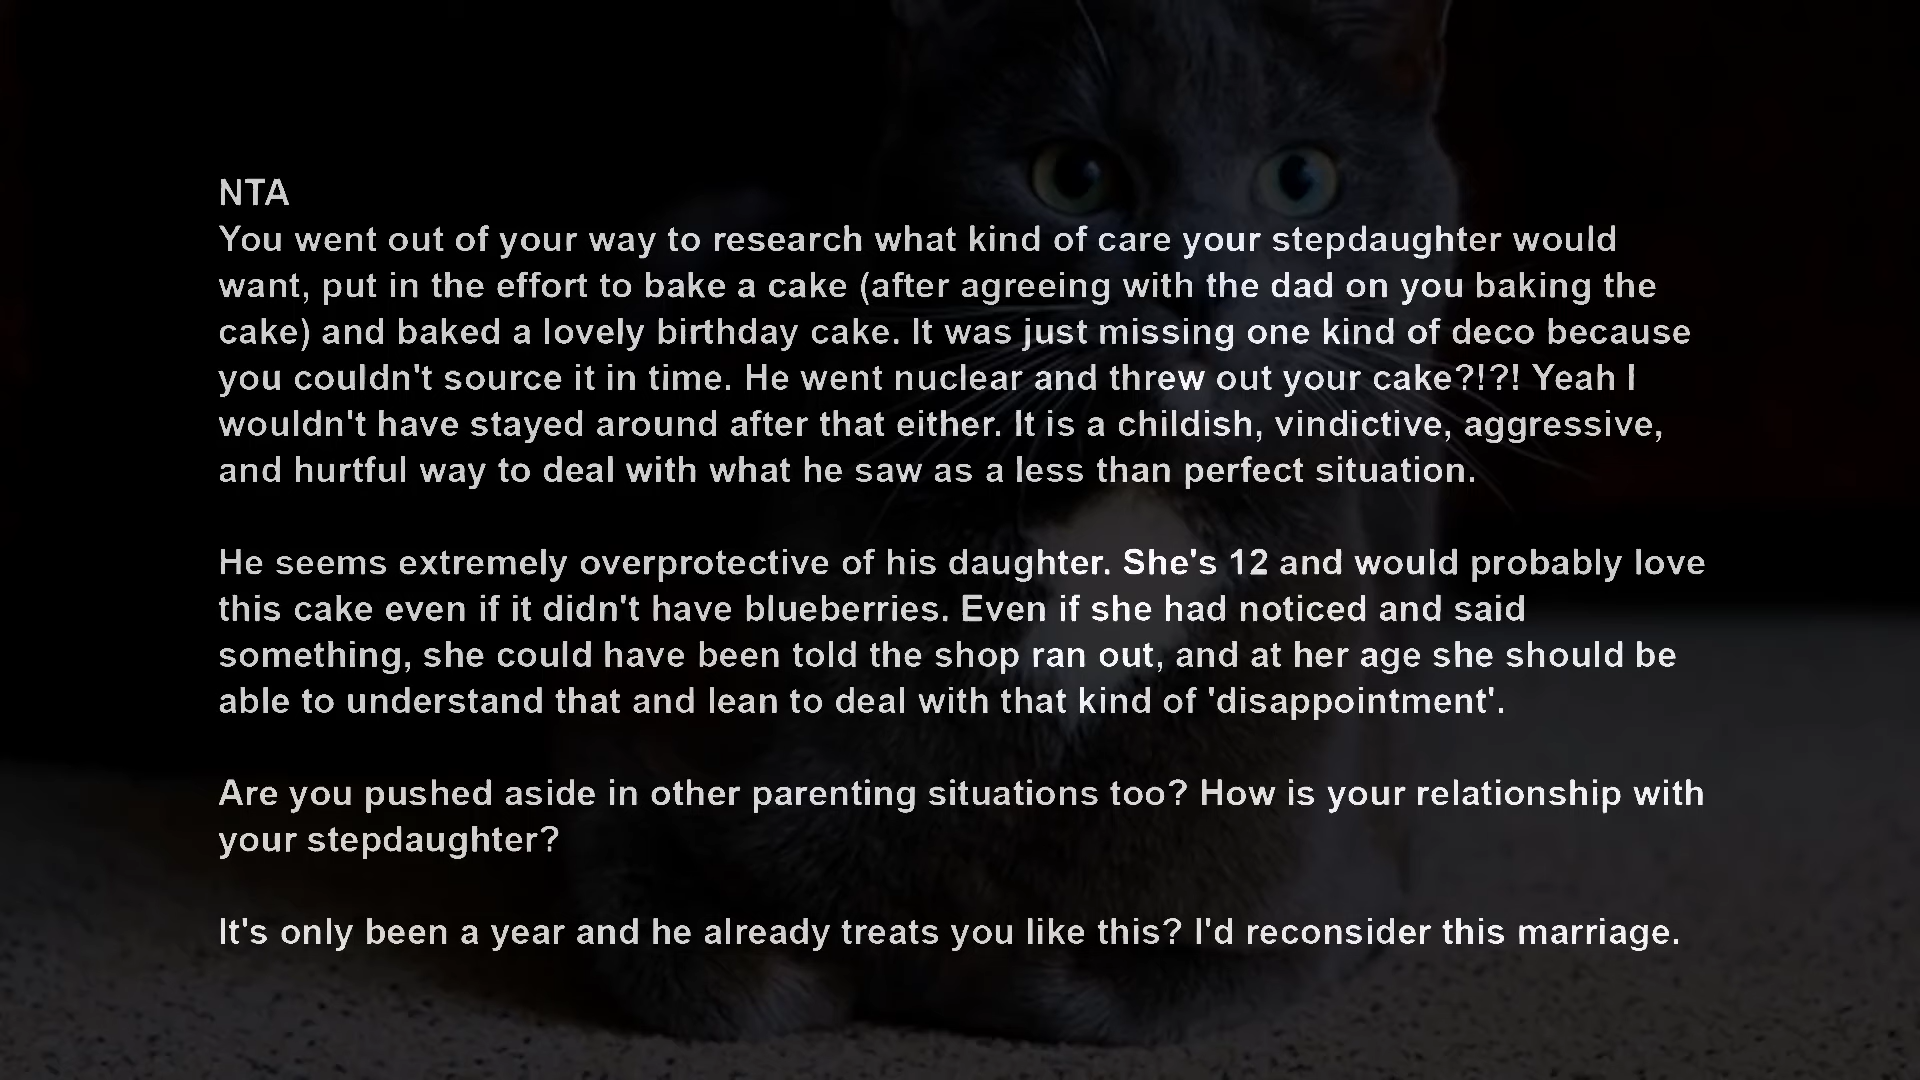 NTA
You went out of your way to research what kind of care your stepdaughter would
want, put in the effort to bake a cake (after agreeing with the dad on you baking the
cake) and baked a lovely birthday cake. It was just missing one kind of deco because
you couldn't source it in time. He went nuclear and threw out your cake?!?! Yeah I
wouldn't have stayed around after that either. It is a childish, vindictive, aggressive,
and hurtful way to deal with what he saw as a less than perfect situation.
He seems extremely overprotective of his daughter. She's 12 and would probably love
this cake even if it didn't have blueberries. Even if she had noticed and said
something, she could have been told the shop ran out, and at her age she should be
able to understand that and lean to deal with that kind of 'disappointment'.
Are you pushed aside in other parenting situations too? How is your relationship with
your stepdaughter?
It's only been a year and he already treats you like this? I'd reconsider this marriage.